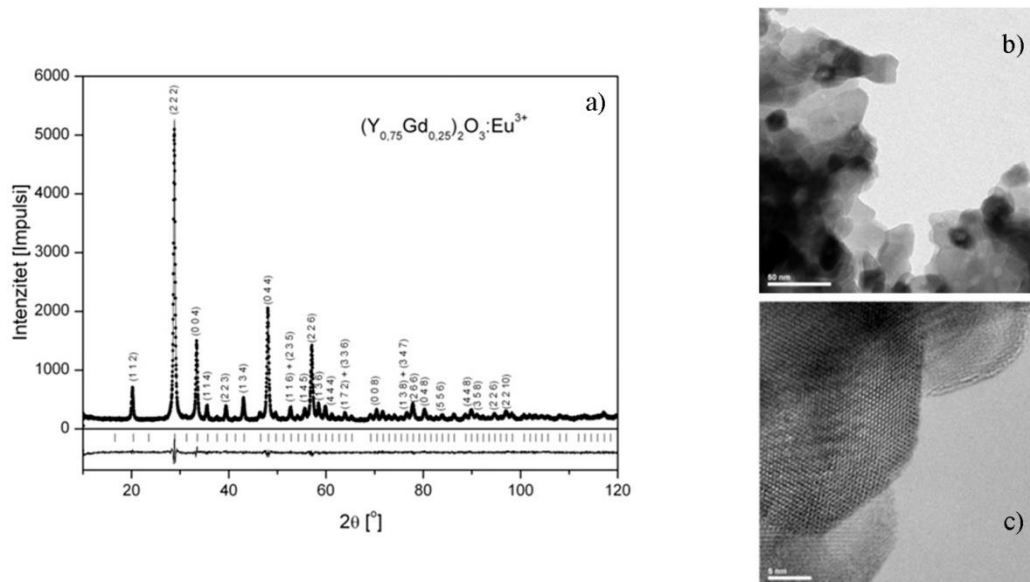 a)
(Y0,75Gd0,25)2O3:Eu3+
Intenzitet [Impulsi]
6000
5000
4000
3000
2000
1000
0
(2 2 2)
(1 1 2)
(0 0 4)
(1 1 4)
(2 2 3)
(1 3 4)
(0 4 4)
(1 1 6) + (2 3 5)
(1 4 5)
(2 2 6)
(1 3 6)
(4 4 4)
(1 7 2) + (3 3 6)
(0 0 8)
(1 3 8) + (3 4 7)
(2 6 6)
(0 4 8)
(5 5 6)
(4 4 8)
(3 5 8)
(2 2 6)
(2 2 10)
20
40
60
80
100
120
2θ [°]
b)
50 nm
c)
5 nm